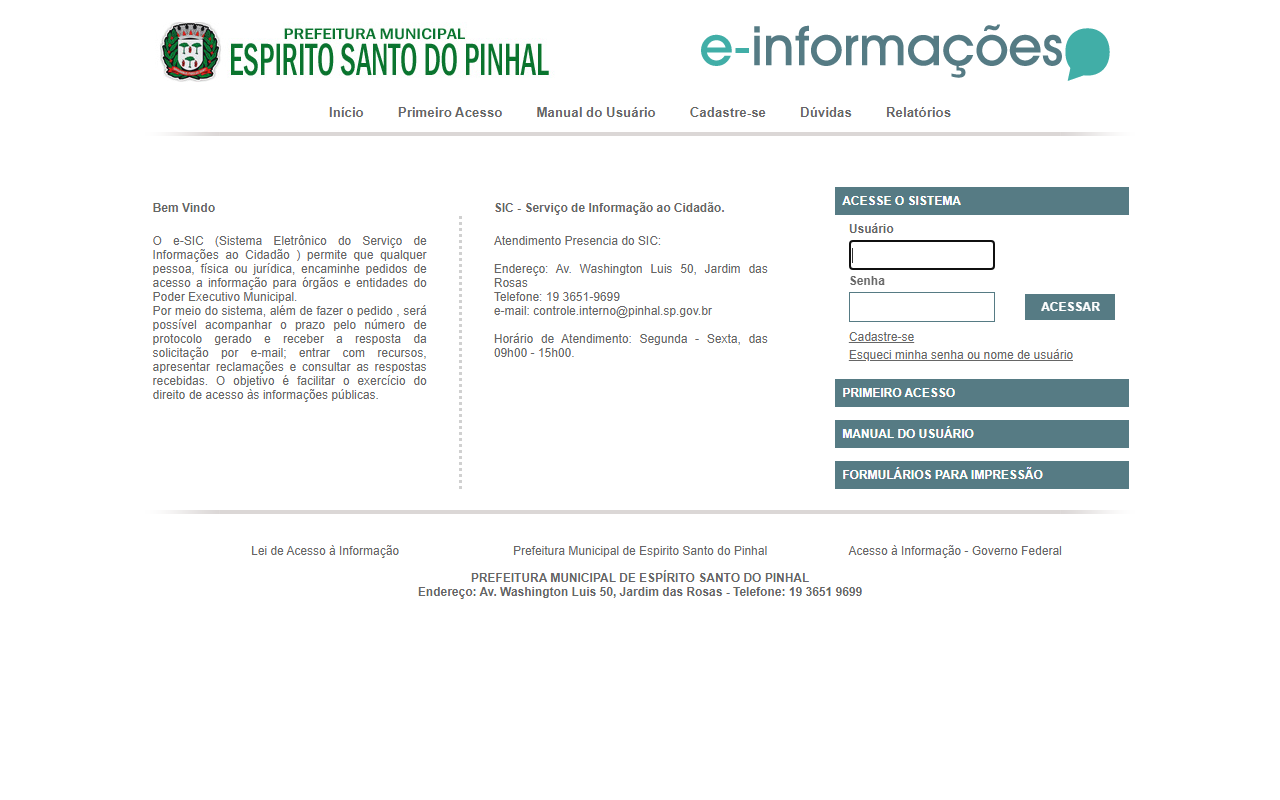 PREFEITURA MUNICIPAL
ESPIRITO SANTO DO PINHAL
e-informações
Início
Primeiro Acesso
Manual do Usuário
Cadastre-se
Dúvidas
Relatórios
Bem Vindo
O e-SIC (Sistema Eletrônico do Serviço de
Informações ao Cidadão ) permite que qualquer
pessoa, física ou jurídica, encaminhe pedidos de
acesso a informação para órgãos e entidades do
Poder Executivo Municipal.
Por meio do sistema, além de fazer o pedido , será
possível acompanhar o prazo pelo número de
protocolo gerado e receber a resposta da
solicitação por e-mail; entrar com recursos,
apresentar reclamações e consultar as respostas
recebidas. O objetivo é facilitar o exercício do
direito de acesso às informações públicas.
SIC - Serviço de Informação ao Cidadão.
Atendimento Presencia do SIC:
Endereço: Av. Washington Luis 50, Jardim das
Rosas
Telefone: 19 3651-9699
e-mail: controle.interno@pinhal.sp.gov.br
Horário de Atendimento: Segunda - Sexta, das
09h00 - 15h00.
ACESSE O SISTEMA
Usuário
Senha
ACESSAR
Cadastre-se
Esqueci minha senha ou nome de usuário
PRIMEIRO ACESSO
MANUAL DO USUÁRIO
FORMULÁRIOS PARA IMPRESSÃO
Lei de Acesso à Informação
Prefeitura Municipal de Espirito Santo do Pinhal
Acesso à Informação - Governo Federal
PREFEITURA MUNICIPAL DE ESPÍRITO SANTO DO PINHAL
Endereço: Av. Washington Luis 50, Jardim das Rosas - Telefone: 19 3651 9699